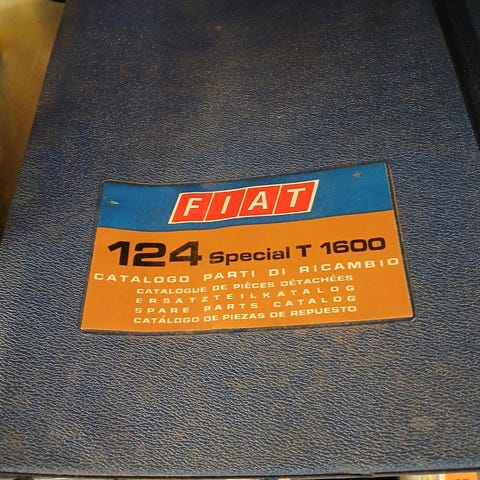 FIAT
124 Special T 1600
CATALOGO PARTI DI RICAMBIO
CATALOGUE DE PIÈCES DÉTACHÉES
ERSATZTEILKATALOG
SPARE PARTS CATALOG
CATÁLOGO DE PIEZAS DE REPUESTO